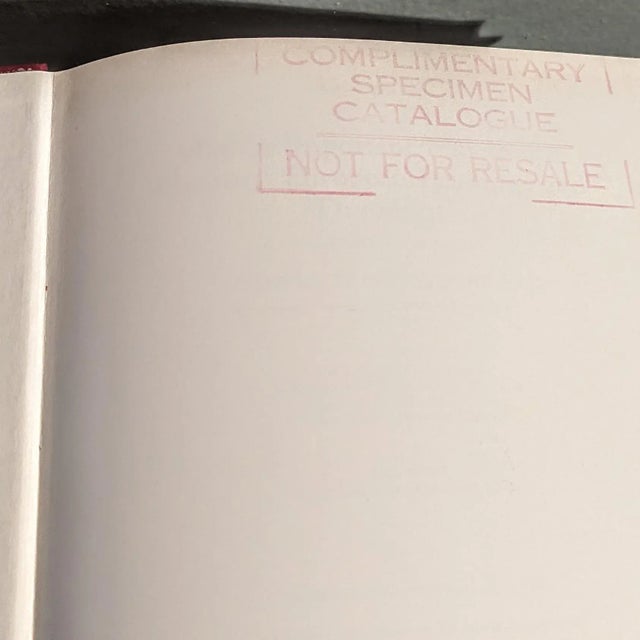 COMPLIMENTARY
SPECIMEN
CATALOGUE
NOT FOR RESALE